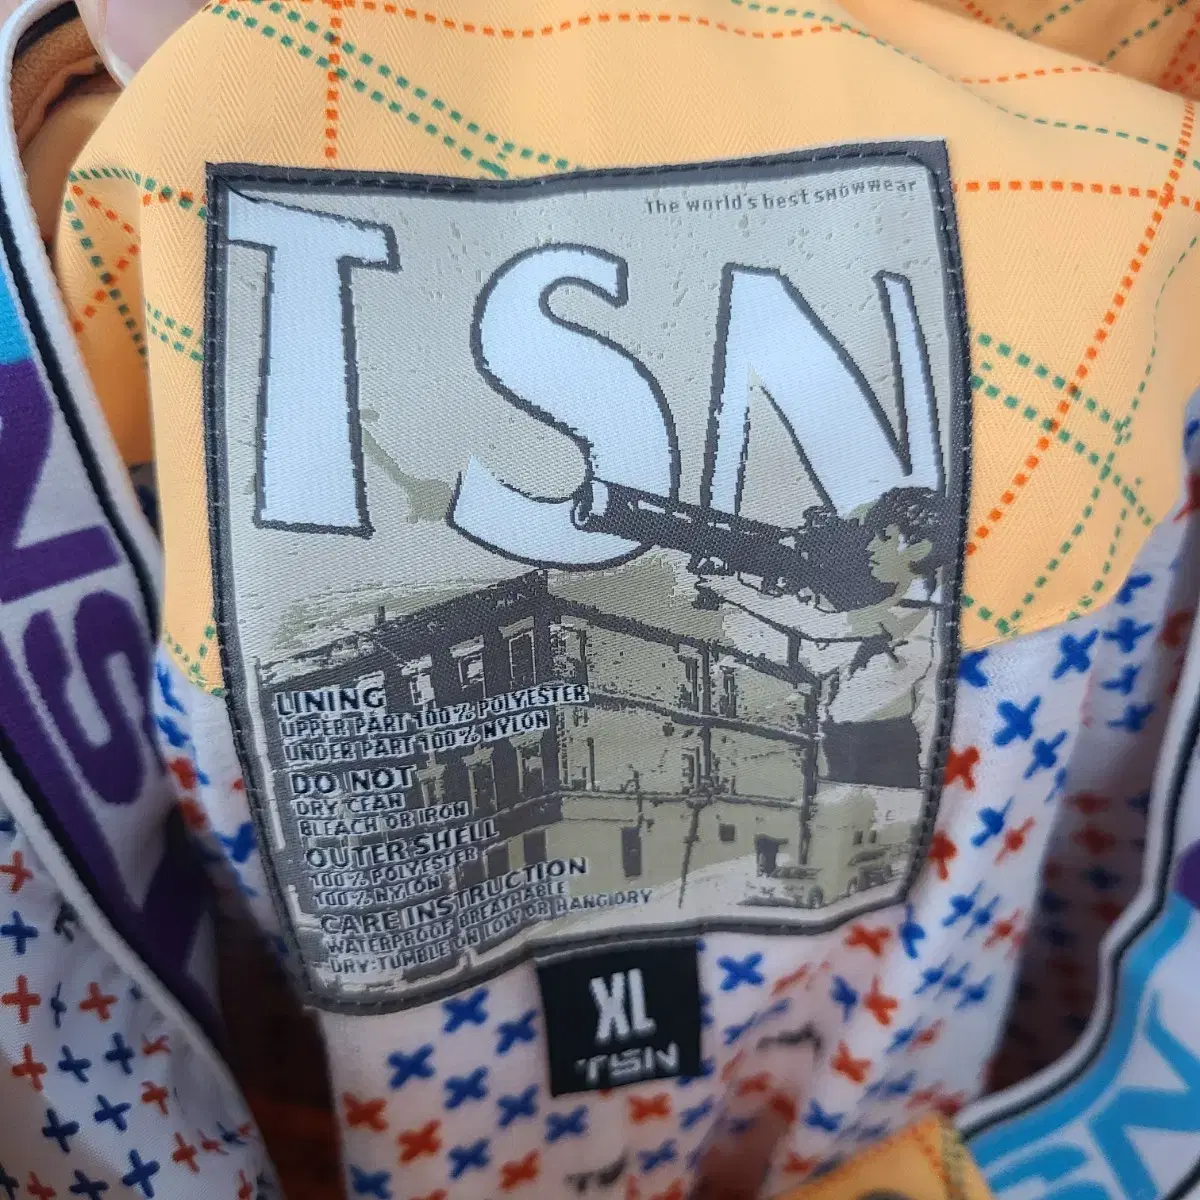 The world's best SNOWWear
TSN
LINING
UPPER PART 100% POLYESTER
UNDER PART 100% NYLON
DO NOT
DRY CEAN
BLEACH OR IRON
OUTER SHELL
100% POLYESTER
100% NYLON
CARE INSTRUCTION
WATERPROOF, BREATHABLE
DRY-TUMBLE ON LOW OR HANGIORY
XL
TSN